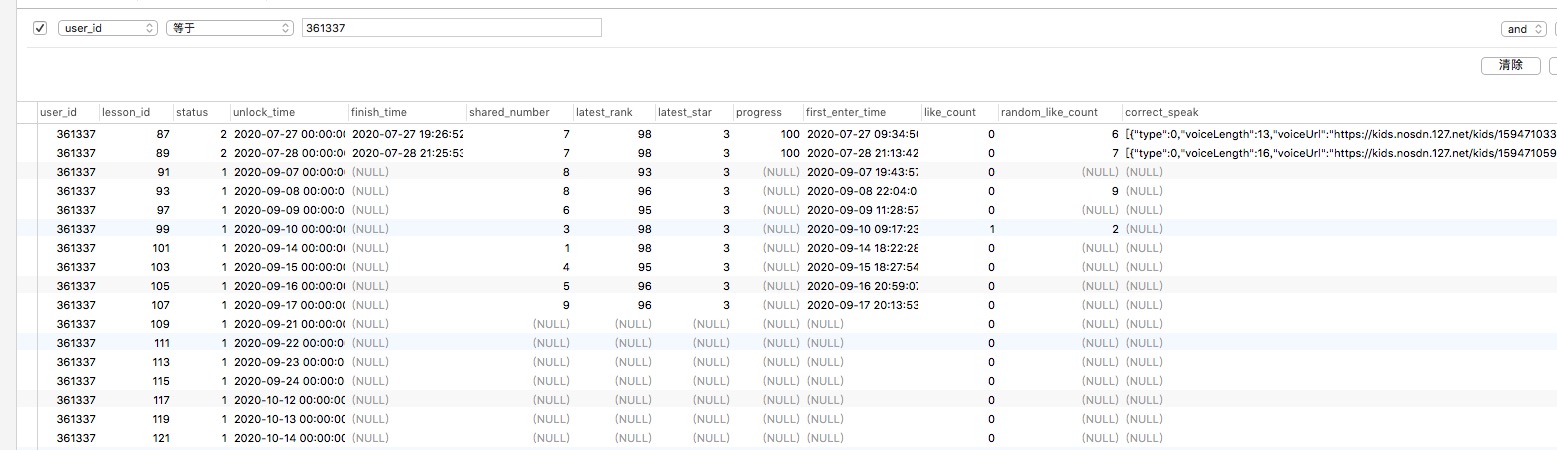 user_id 等于 361337 and
清除
user_id lesson_id status unlock_time finish_time shared_number latest_rank latest_star progress first_enter_time like_count random_like_count correct_speak
361337 87 2 2020-07-27 00:00:00 2020-07-27 19:26:52 7 98 3 100 2020-07-27 09:34:56 0 6 [{"type":0,"voiceLength":13,"voiceUrl":"https://kids.nosdn.127.net/kids/159471033
361337 89 2 2020-07-28 00:00:00 2020-07-28 21:25:53 7 98 3 100 2020-07-28 21:13:42 0 7 [{"type":0,"voiceLength":16,"voiceUrl":"https://kids.nosdn.127.net/kids/159471059
361337 91 1 2020-09-07 00:00:0 (NULL) 8 93 3 (NULL) 2020-09-07 19:43:57 0 (NULL) (NULL)
361337 93 1 2020-09-08 00:00:0 (NULL) 8 96 3 (NULL) 2020-09-08 22:04:0 0 9 (NULL)
361337 97 1 2020-09-09 00:00:0 (NULL) 6 95 3 (NULL) 2020-09-09 11:28:57 0 (NULL) (NULL)
361337 99 1 2020-09-10 00:00:00 (NULL) 3 98 3 (NULL) 2020-09-10 09:17:23 1 2 (NULL)
361337 101 1 2020-09-14 00:00:00 (NULL) 1 98 3 (NULL) 2020-09-14 18:22:28 0 (NULL) (NULL)
361337 103 1 2020-09-15 00:00:00 (NULL) 4 95 3 (NULL) 2020-09-15 18:27:54 0 (NULL) (NULL)
361337 105 1 2020-09-16 00:00:00 (NULL) 5 96 3 (NULL) 2020-09-16 20:59:07 0 (NULL) (NULL)
361337 107 1 2020-09-17 00:00:00 (NULL) 9 96 3 (NULL) 2020-09-17 20:13:53 0 (NULL) (NULL)
361337 109 1 2020-09-21 00:00:00 (NULL) (NULL) (NULL) (NULL) (NULL) (NULL) 0 (NULL) (NULL)
361337 111 1 2020-09-22 00:00:0 (NULL) (NULL) (NULL) (NULL) (NULL) (NULL) 0 (NULL) (NULL)
361337 113 1 2020-09-23 00:00:0 (NULL) (NULL) (NULL) (NULL) (NULL) (NULL) 0 (NULL) (NULL)
361337 115 1 2020-09-24 00:00:0 (NULL) (NULL) (NULL) (NULL) (NULL) (NULL) 0 (NULL) (NULL)
361337 117 1 2020-10-12 00:00:00 (NULL) (NULL) (NULL) (NULL) (NULL) (NULL) 0 (NULL) (NULL)
361337 119 1 2020-10-13 00:00:00 (NULL) (NULL) (NULL) (NULL) (NULL) (NULL) 0 (NULL) (NULL)
361337 121 1 2020-10-14 00:00:00 (NULL) (NULL) (NULL) (NULL) (NULL) (NULL) 0 (NULL) (NULL)